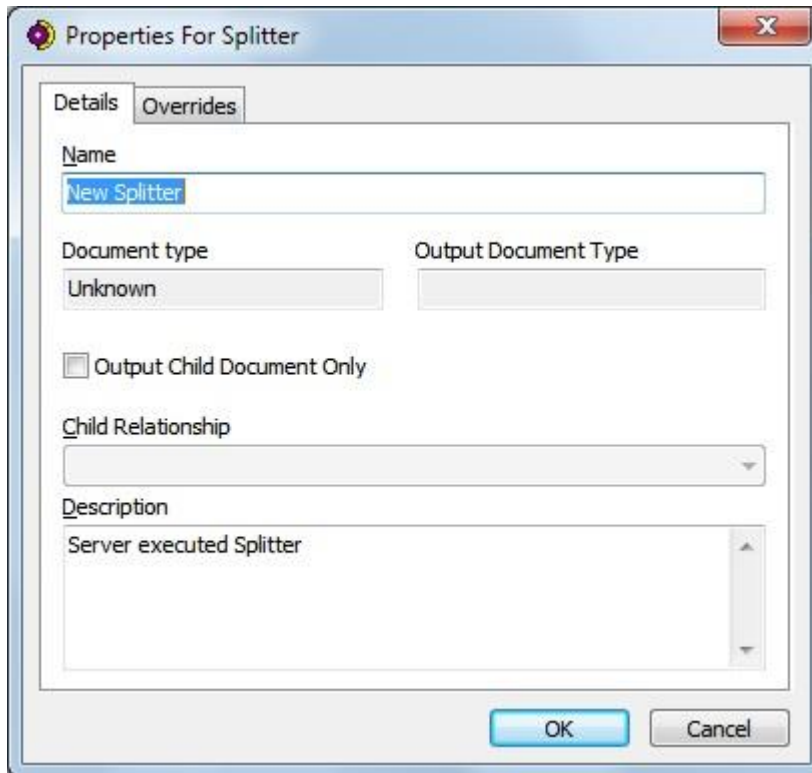 Properties For Splitter
Details Overrides
Name
New Splitter
Document type Output Document Type
Unknown
Output Child Document Only
Child Relationship
Description
Server executed Splitter
OK Cancel